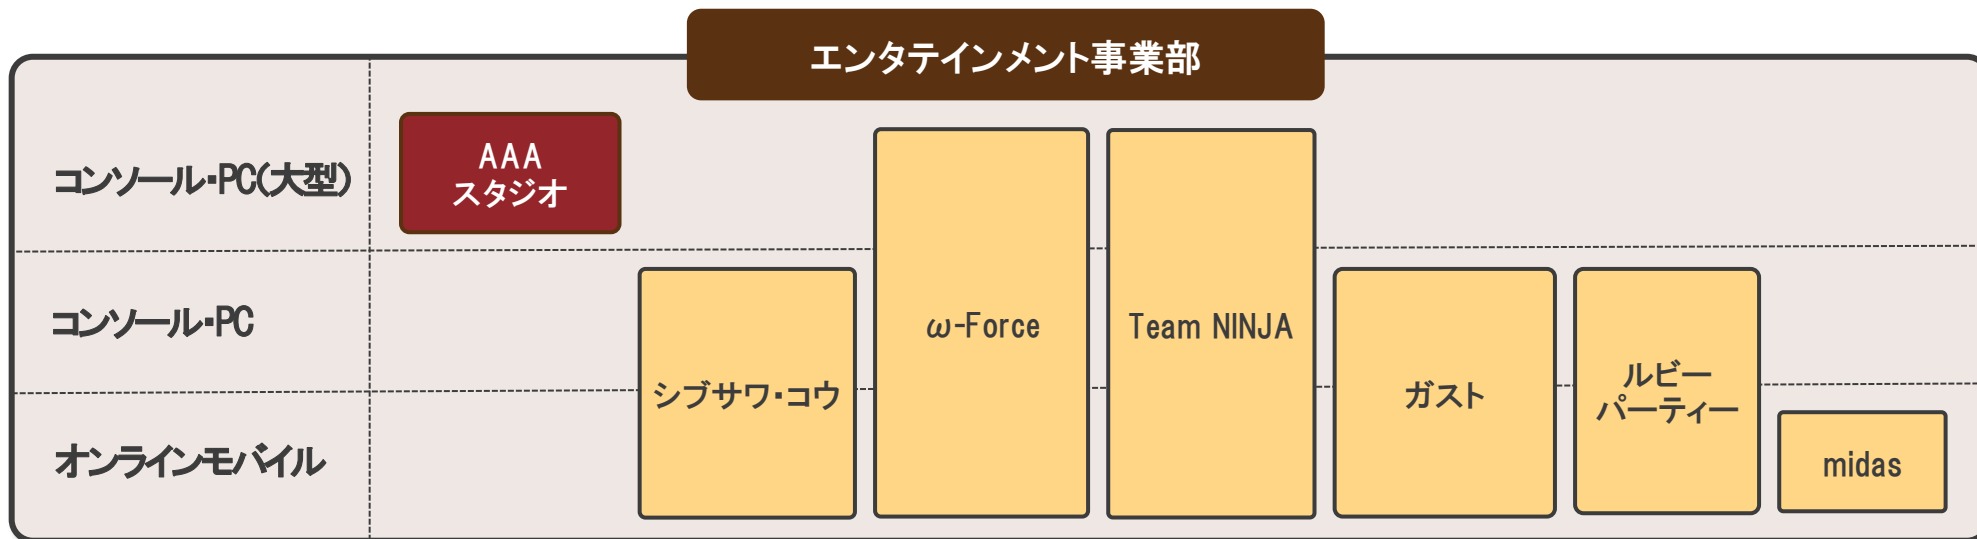 エンタテインメント事業部
コンソール・PC(大型)
AAA
スタジオ
コンソール・PC
シブサワ・コウ
ω-Force
Team NINJA
ガスト
ルビー
パーティー
オンラインモバイル
midas